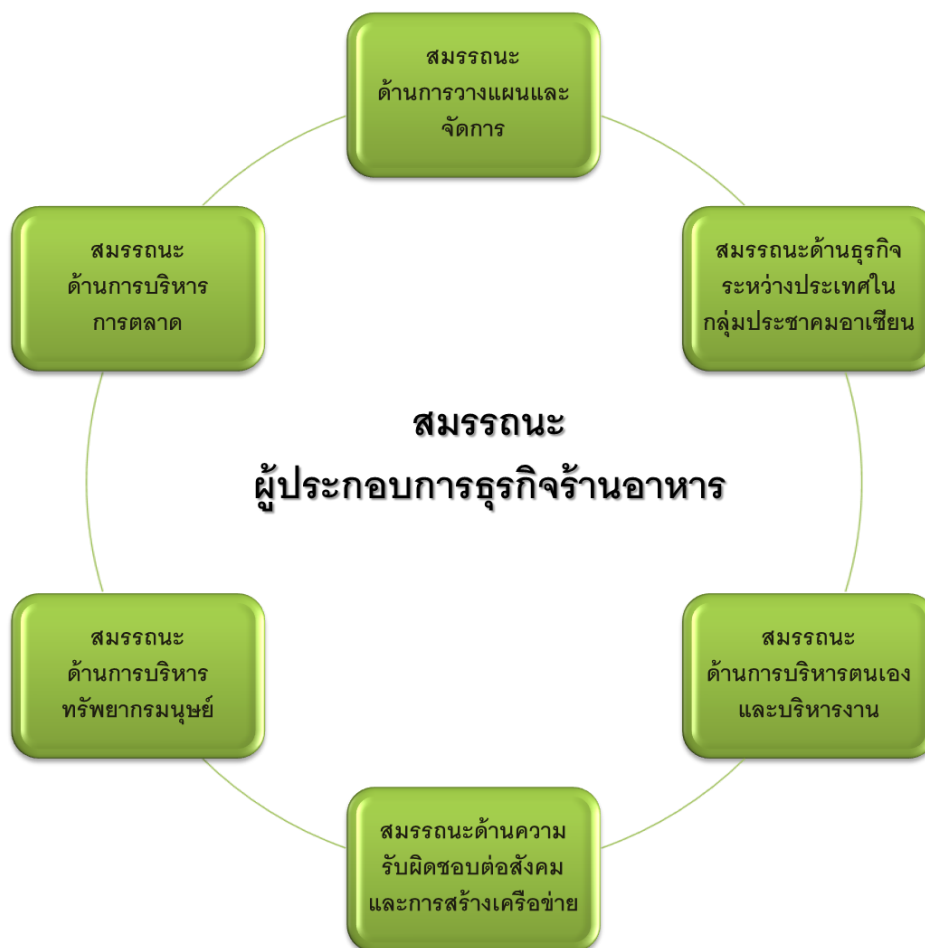 สมรรถนะ
ด้านการวางแผนและ
จัดการ
สมรรถนะ
ด้านการบริหาร
การตลาด
สมรรถนะด้านธุรกิจ
ระหว่างประเทศใน
กลุ่มประชาคมอาเซียน
สมรรถนะ
ผู้ประกอบการธุรกิจร้านอาหาร
สมรรถนะ
ด้านการบริหาร
ทรัพยากรมนุษย์
สมรรถนะ
ด้านการบริหารตนเอง
และบริหารงาน
สมรรถนะด้านความ
รับผิดชอบต่อสังคม
และการสร้างเครือข่าย